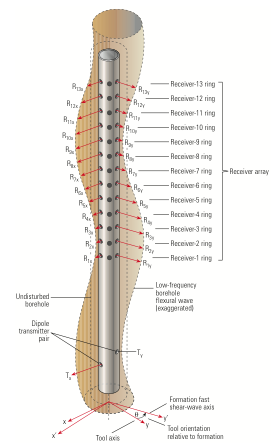 R13x
R13y
Receiver-13 ring
R12x
R12y
Receiver-12 ring
R11x
R11y
Receiver-11 ring
R10x
R10y
Receiver-10 ring
R9x
R9y
Receiver-9 ring
R8x
R8y
Receiver-8 ring
R7x
R7y
Receiver-7 ring
Receiver array
R6x
R6y
Receiver-6 ring
R5x
R5y
Receiver-5 ring
R4x
R4y
Receiver-4 ring
R3x
R3y
Receiver-3 ring
R2x
R2y
Receiver-2 ring
R1x
R1y
Receiver-1 ring
Undisturbed
borehole
Low-frequency
borehole
flexural wave
(exaggerated)
Dipole
transmitter
pair
Ty
Tx
Formation fast
shear-wave axis
x
x'
θ
y
y'
Tool orientation
relative to formation
Tool axis